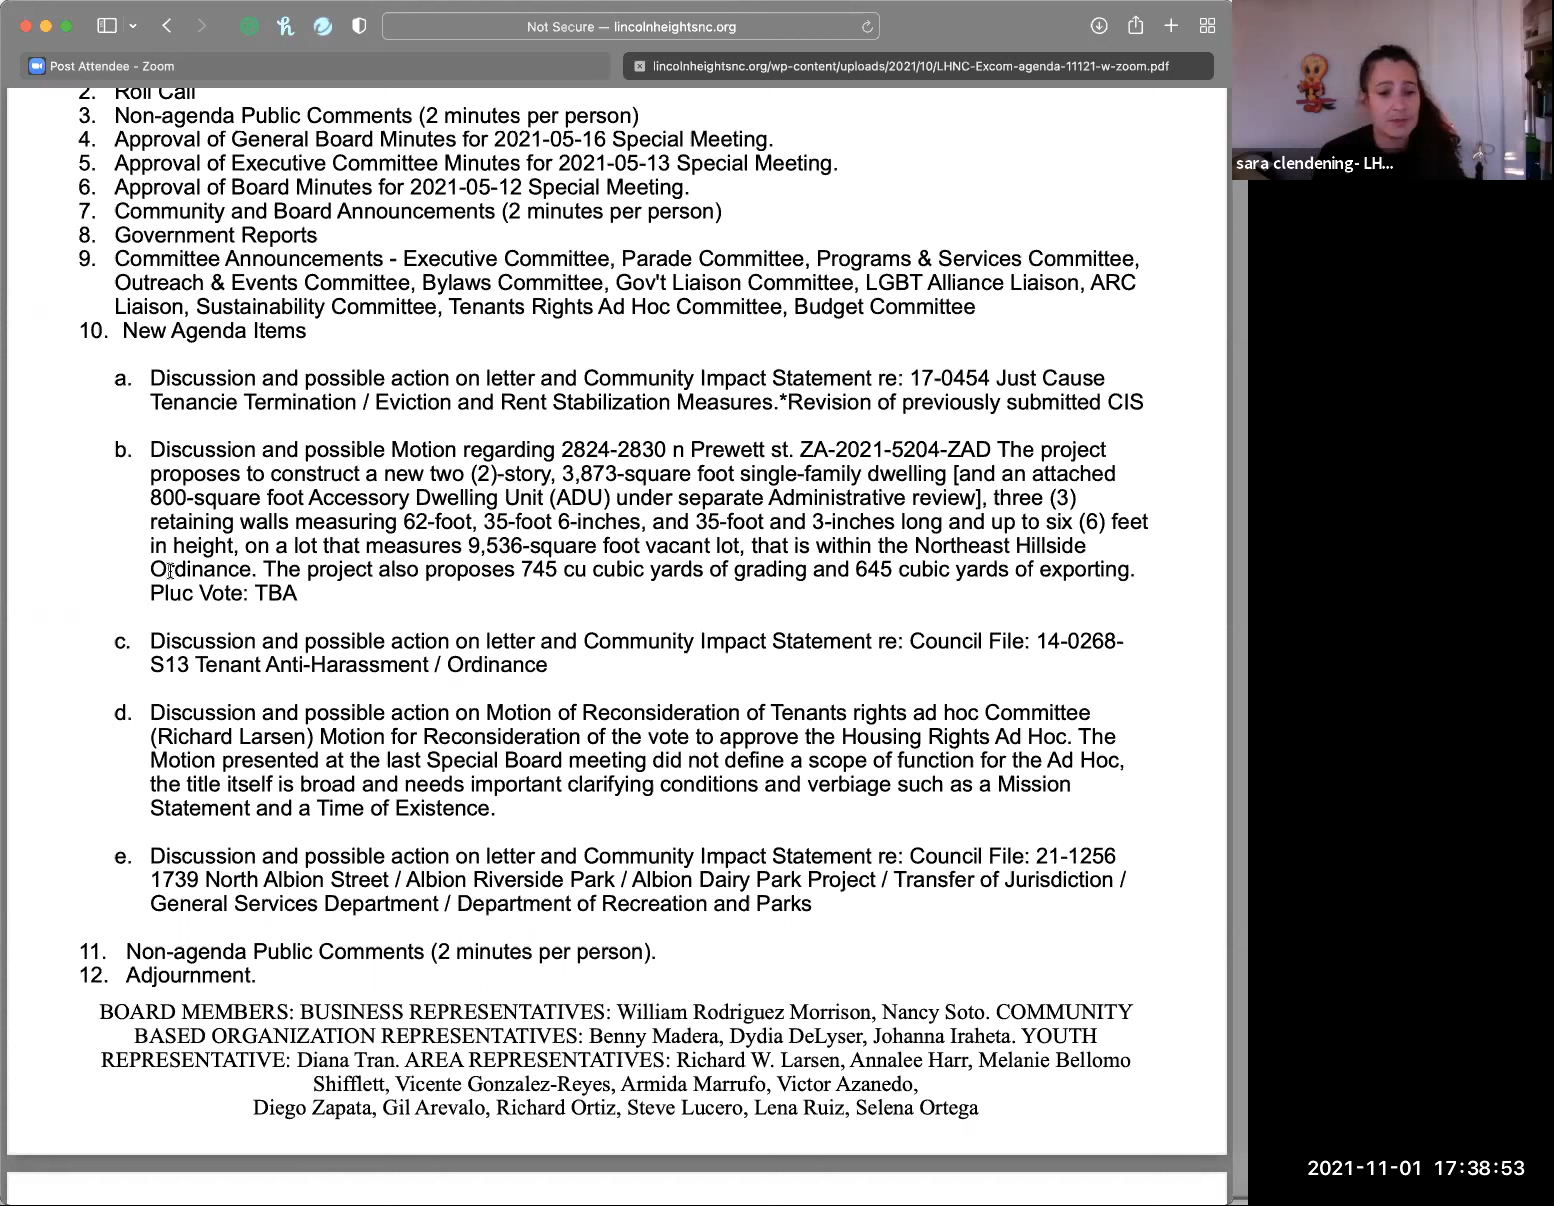 Not Secure — lincolnheightsnc.org
Post Attendee - Zoom
lincolnheightsnc.org/wp-content/uploads/2021/10/LHNC-Excom-agenda-11121-w-zoom.pdf
sara clendening- LH...
2. Roll Call
3. Non-agenda Public Comments (2 minutes per person)
4. Approval of General Board Minutes for 2021-05-16 Special Meeting.
5. Approval of Executive Committee Minutes for 2021-05-13 Special Meeting.
6. Approval of Board Minutes for 2021-05-12 Special Meeting.
7. Community and Board Announcements (2 minutes per person)
8. Government Reports
9. Committee Announcements - Executive Committee, Parade Committee, Programs & Services Committee,
Outreach & Events Committee, Bylaws Committee, Gov't Liaison Committee, LGBT Alliance Liaison, ARC
Liaison, Sustainability Committee, Tenants Rights Ad Hoc Committee, Budget Committee
10. New Agenda Items
a. Discussion and possible action on letter and Community Impact Statement re: 17-0454 Just Cause
Tenancie Termination / Eviction and Rent Stabilization Measures.*Revision of previously submitted CIS
b. Discussion and possible Motion regarding 2824-2830 n Prewett st. ZA-2021-5204-ZAD The project
proposes to construct a new two (2)-story, 3,873-square foot single-family dwelling [and an attached
800-square foot Accessory Dwelling Unit (ADU) under separate Administrative review], three (3)
retaining walls measuring 62-foot, 35-foot 6-inches, and 35-foot and 3-inches long and up to six (6) feet
in height, on a lot that measures 9,536-square foot vacant lot, that is within the Northeast Hillside
Ordinance. The project also proposes 745 cu cubic yards of grading and 645 cubic yards of exporting.
Pluc Vote: TBA
c. Discussion and possible action on letter and Community Impact Statement re: Council File: 14-0268-
S13 Tenant Anti-Harassment / Ordinance
d. Discussion and possible action on Motion of Reconsideration of Tenants rights ad hoc Committee
(Richard Larsen) Motion for Reconsideration of the vote to approve the Housing Rights Ad Hoc. The
Motion presented at the last Special Board meeting did not define a scope of function for the Ad Hoc,
the title itself is broad and needs important clarifying conditions and verbiage such as a Mission
Statement and a Time of Existence.
e. Discussion and possible action on letter and Community Impact Statement re: Council File: 21-1256
1739 North Albion Street / Albion Riverside Park / Albion Dairy Park Project / Transfer of Jurisdiction /
General Services Department / Department of Recreation and Parks
11. Non-agenda Public Comments (2 minutes per person).
12. Adjournment.
BOARD MEMBERS: BUSINESS REPRESENTATIVES: William Rodriguez Morrison, Nancy Soto. COMMUNITY
BASED ORGANIZATION REPRESENTATIVES: Benny Madera, Dydia DeLyser, Johanna Iraheta. YOUTH
REPRESENTATIVE: Diana Tran. AREA REPRESENTATIVES: Richard W. Larsen, Annalee Harr, Melanie Bellomo
Shifflett, Vicente Gonzalez-Reyes, Armida Marrufo, Victor Azanedo,
Diego Zapata, Gil Arevalo, Richard Ortiz, Steve Lucero, Lena Ruiz, Selena Ortega
2021-11-01 17:38:53